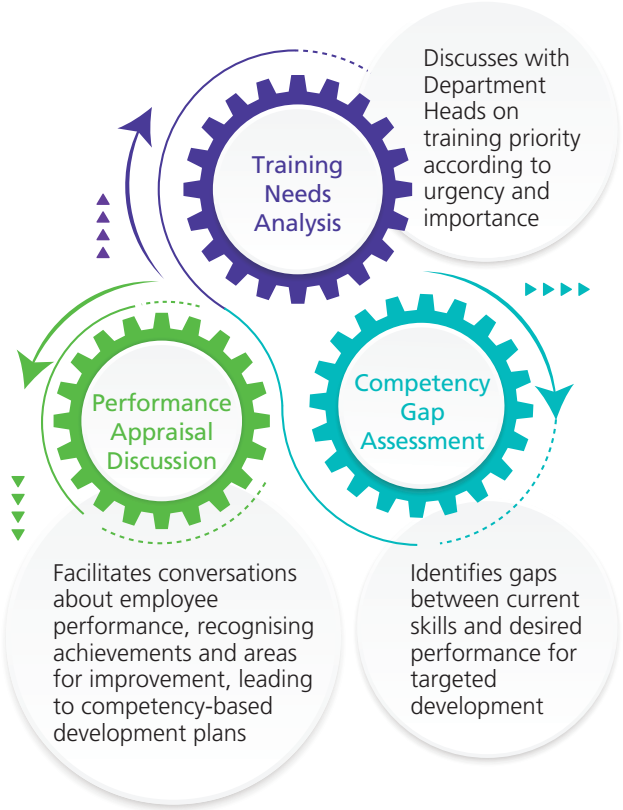 Training
Needs
Analysis
Discusses with
Department
Heads on
training priority
according to
urgency and
importance
Performance
Appraisal
Discussion
Competency
Gap
Assessment
Facilitates conversations
about employee
performance, recognising
achievements and areas
for improvement, leading
to competency-based
development plans
Identifies gaps
between current
skills and desired
performance for
targeted
development